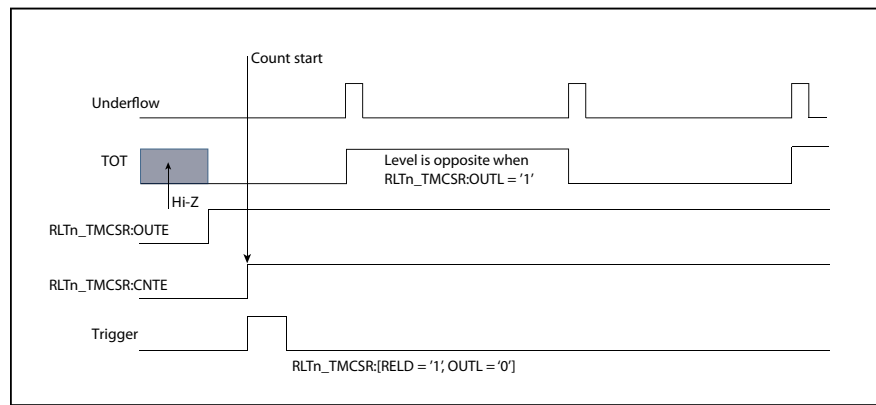 Count start
Underflow
TOT
Level is opposite when
RLTn_TMCSR:OUTL = '1'
Hi-Z
RLTn_TMCSR:OUTE
RLTn_TMCSR:CNTE
Trigger
RLTn_TMCSR:[RELD = '1', OUTL = '0']